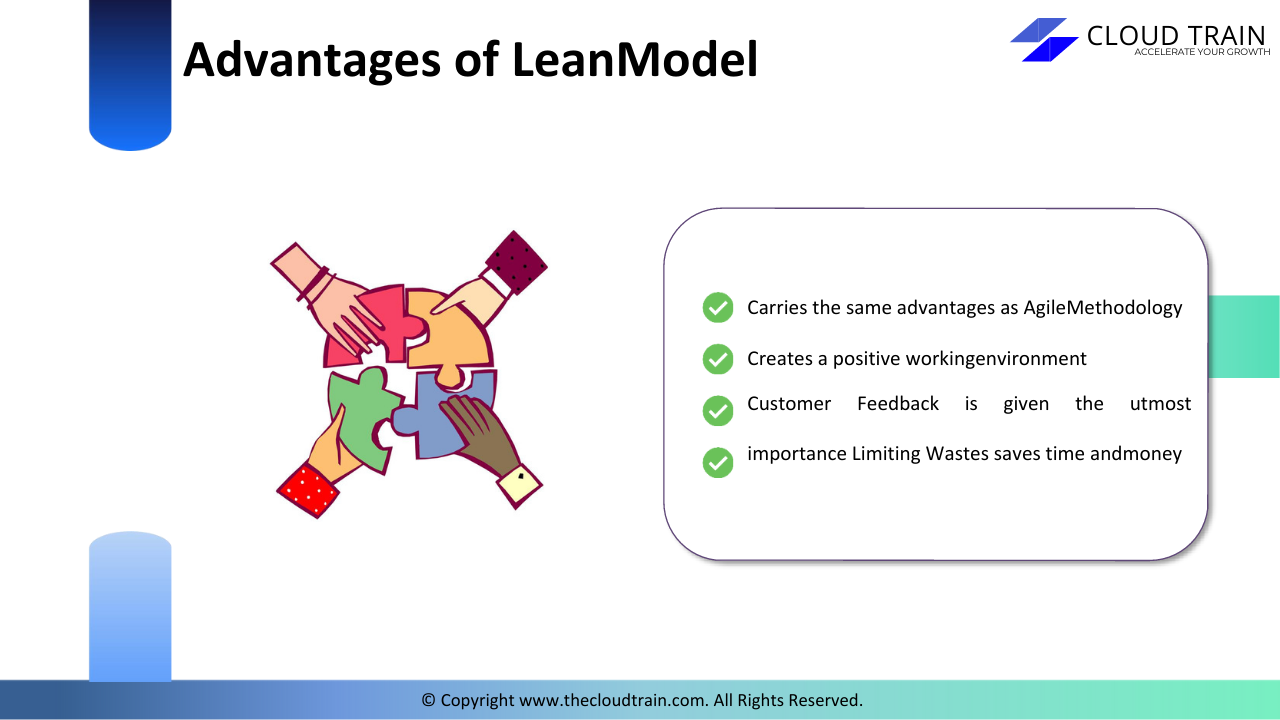 Advantages of LeanModel
CLOUD TRAIN
ACCELERATE YOUR GROWTH
Carries the same advantages as AgileMethodology
Creates a positive workingenvironment
Customer Feedback is given the utmost
importance Limiting Wastes saves time andmoney
© Copyright www.thecloudtrain.com. All Rights Reserved.